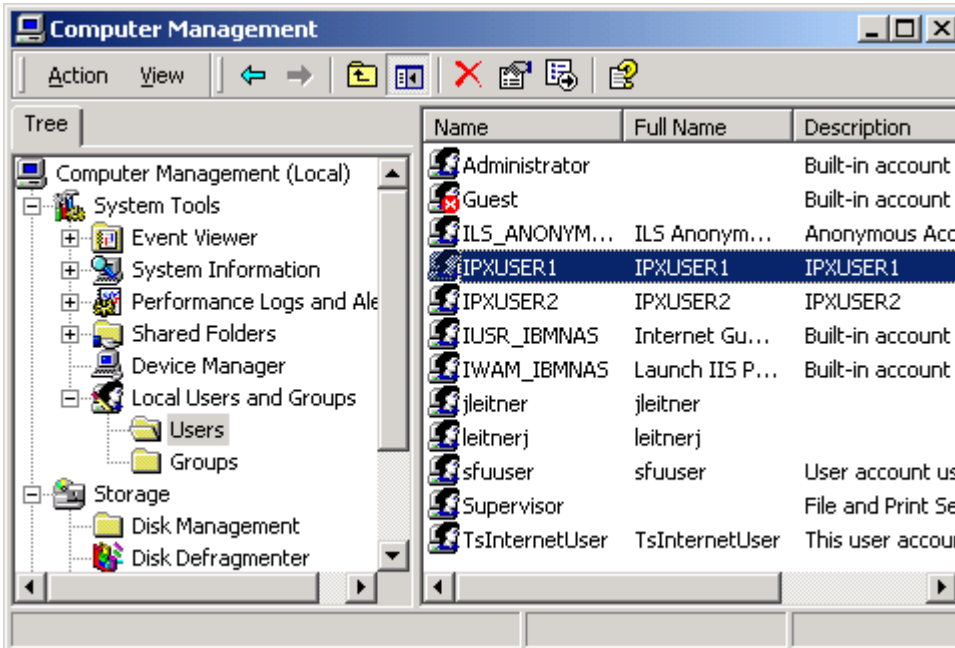 Computer Management
Action View
Tree
Name Full Name Description
Computer Management (Local)
System Tools
Event Viewer
System Information
Performance Logs and Ale
Shared Folders
Device Manager
Local Users and Groups
Users
Groups
Storage
Disk Management
Disk Defragmenter
Administrator Built-in account
Guest Built-in account
ILS_ANONYM... ILS Anonym... Anonymous Acc
IPXUSER1 IPXUSER1 IPXUSER1
IPXUSER2 IPXUSER2 IPXUSER2
IUSR_IBMNAS Internet Gu... Built-in account
IWAM_IBMNAS Launch IIS P... Built-in account
jleitner jleitner
leitnerj leitnerj
sfuuser sfuuser User account us
Supervisor File and Print Se
TsInternetUser TsInternetUser This user accour